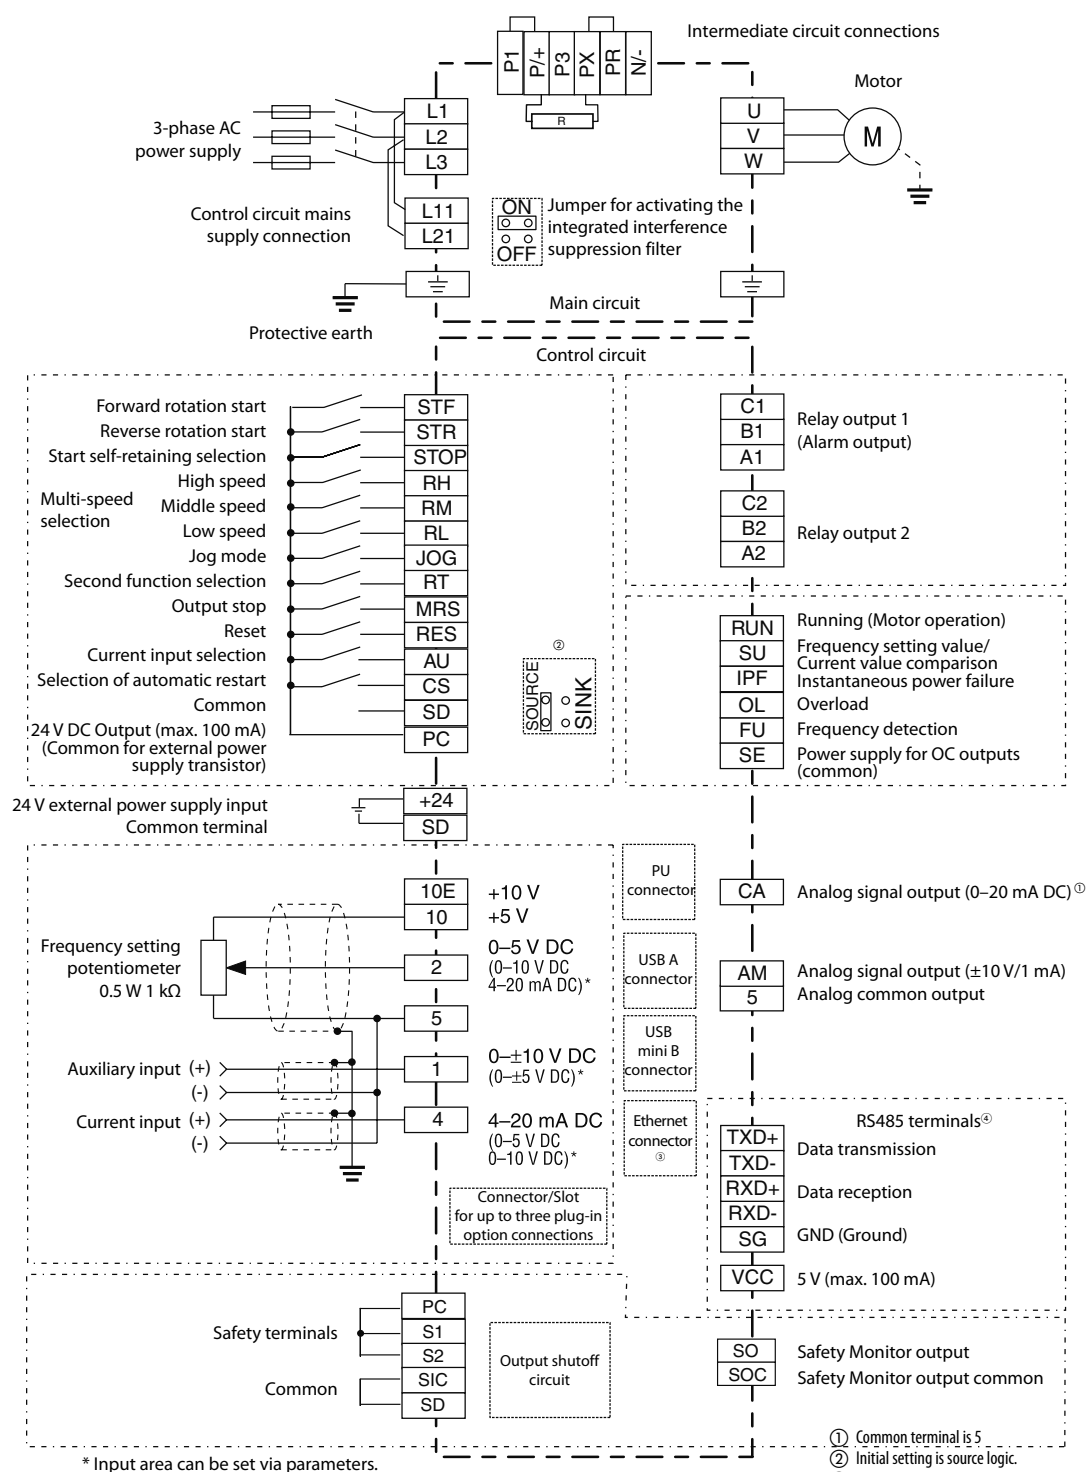 Intermediate circuit connections
P1
P/+
P3
PX
PR
N/-
R
3-phase AC
power supply
L1
L2
L3
Motor
U
V
W
M
Control circuit mains
supply connection
L11
L21
ON
OFF
Jumper for activating the
integrated interference
suppression filter
Protective earth
Main circuit
Control circuit
Forward rotation start STF
Reverse rotation start STR
Start self-retaining selection STOP
Multi-speed
selection
High speed RH
Middle speed RM
Low speed RL
Jog mode JOG
Second function selection RT
Output stop MRS
Reset RES
Current input selection AU
Selection of automatic restart CS
Common SD
24 V DC Output (max. 100 mA) PC
(Common for external power
supply transistor)
②
SOURCE
SINK
C1
B1
A1
Relay output 1
(Alarm output)
C2
B2
A2
Relay output 2
RUN Running (Motor operation)
SU Frequency setting value/
Current value comparison
IPF Instantaneous power failure
OL Overload
FU Frequency detection
SE Power supply for OC outputs
(common)
24 V external power supply input +24
Common terminal SD
10E +10 V
10 +5 V
Frequency setting
potentiometer
0.5 W 1 kΩ
2 0–5 V DC
(0–10 V DC
4–20 mA DC)*
5
Auxiliary input (+) 1 0–±10 V DC
(-) (0–±5 V DC)*
Current input (+) 4 4–20 mA DC
(-) (0–5 V DC
0–10 V DC)*
Connector/Slot
for up to three plug-in
option connections
PU
connector
USB A
connector
USB
mini B
connector
Ethernet
connector
③
CA Analog signal output (0–20 mA DC)①
AM Analog signal output (±10 V/1 mA)
5 Analog common output
RS485 terminals④
TXD+
TXD-
Data transmission
RXD+
RXD-
Data reception
SG GND (Ground)
VCC 5 V (max. 100 mA)
Safety terminals
PC
S1
S2
Common
SIC
SD
Output shutoff
circuit
SO Safety Monitor output
SOC Safety Monitor output common
* Input area can be set via parameters.
① Common terminal is 5
② Initial setting is source logic.